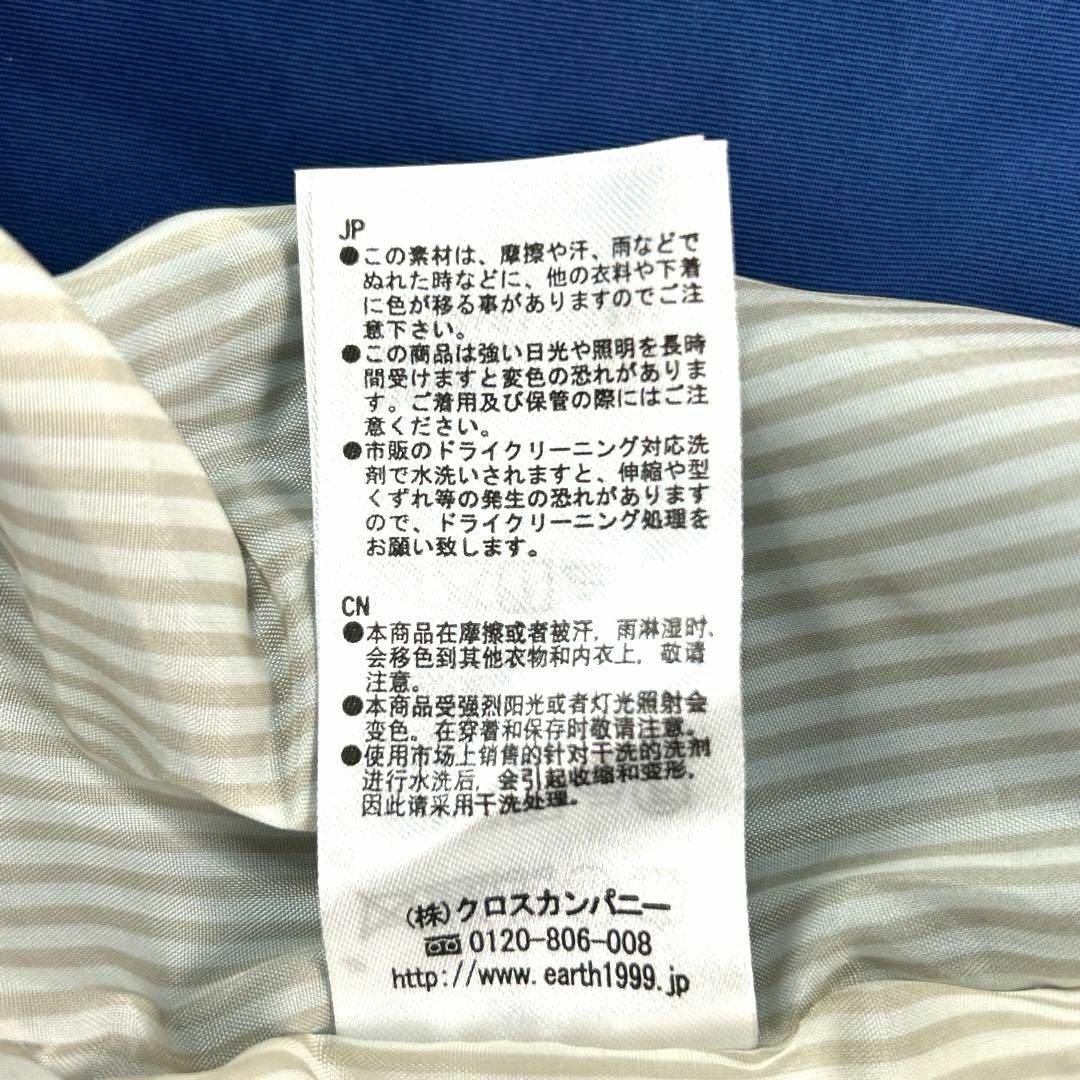 JP
●この素材は、摩擦や汗、雨などで
ぬれた時などに、他の衣料や下着
に色が移る事がありますのでご注
意下さい。
●この商品は強い日光や照明を長時
間受けますと変色の恐れがありま
す。ご着用及び保管の際にはご注
意ください。
●市販のドライクリーニング対応洗
剤で水洗いされますと、伸縮や型
くずれ等の発生の恐れがあります
ので、ドライクリーニング処理を
お願い致します。
CN
●本商品在摩擦或者被汗,雨淋湿时,
会移色到其他衣物和内衣上,敬请
注意。
●本商品受强烈阳光或者灯光照射会
变色。在穿着和保存时敬请注意。
●使用市场上销售的针对干洗的洗剂
进行水洗后,会引起收缩和变形,
因此请采用干洗处理。
(株)クロスカンパニー
0120-806-008
http://www.earth1999.jp